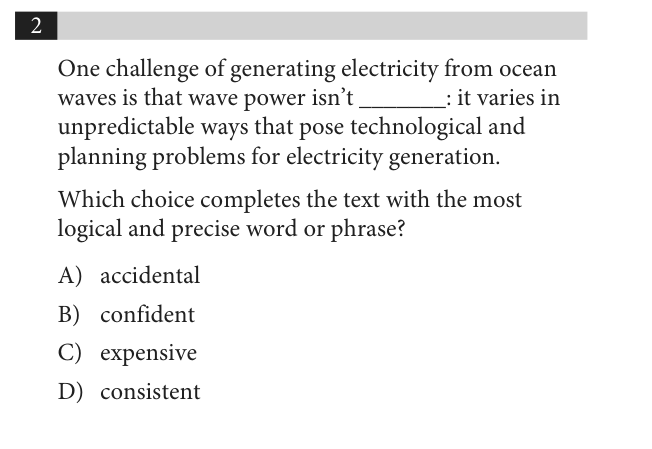 2
One challenge of generating electricity from ocean
waves is that wave power isn’t _______: it varies in
unpredictable ways that pose technological and
planning problems for electricity generation.
Which choice completes the text with the most
logical and precise word or phrase?
A) accidental
B) confident
C) expensive
D) consistent